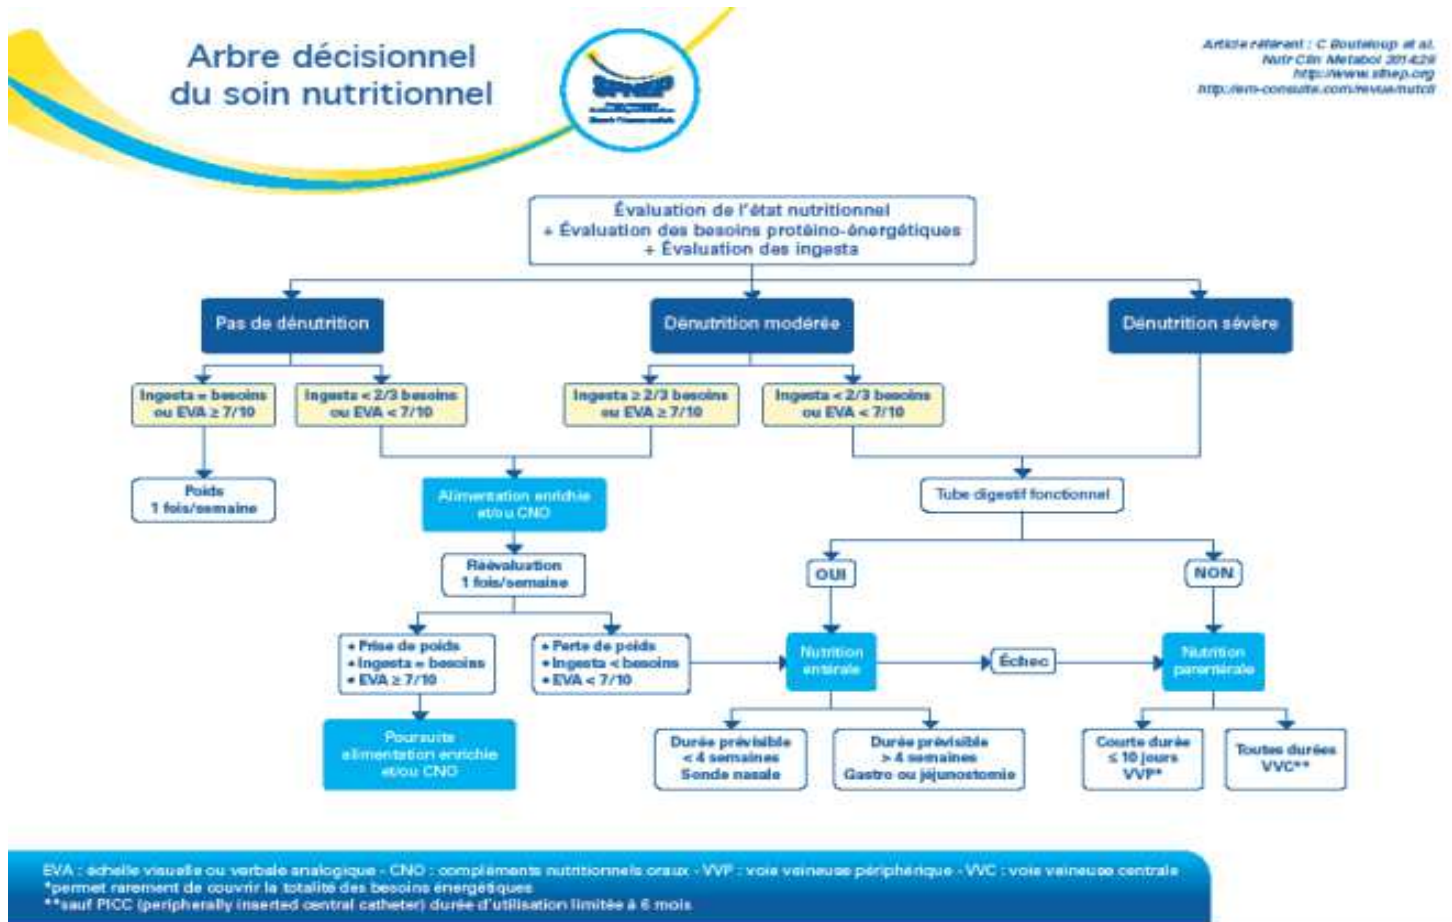 Arbre décisionnel
du soin nutritionnel
SFNEP
Article référent : C Bouteloup et al.
Nutr Clin Metabol 2014;28
http://www.sfnep.org
http://em-consulte.com/revue/nutcli
Évaluation de l'état nutritionnel
+ Évaluation des besoins protéino-énergétiques
+ Évaluation des ingesta
Pas de dénutrition
Dénutrition modérée
Dénutrition sévère
Ingesta = besoins
ou EVA ≥ 7/10
Ingesta < 2/3 besoins
ou EVA < 7/10
Ingesta ≥ 2/3 besoins
ou EVA ≥ 7/10
Ingesta < 2/3 besoins
ou EVA < 7/10
Poids
1 fois/semaine
Alimentation enrichie
et/ou CNO
Tube digestif fonctionnel
Réévaluation
1 fois/semaine
OUI
NON
• Prise de poids
• Ingesta = besoins
• EVA ≥ 7/10
• Perte de poids
• Ingesta < besoins
• EVA < 7/10
Nutrition
entérale
Échec
Nutrition
parentérale
Poursuite
alimentation enrichie
et/ou CNO
Durée prévisible
< 4 semaines
Sonde nasale
Durée prévisible
> 4 semaines
Gastro ou jéjunostomie
Courte durée
≤ 10 jours
VVP*
Toutes durées
VVC**
EVA : échelle visuelle ou verbale analogique - CNO : compléments nutritionnels oraux - VVP : voie veineuse périphérique - VVC : voie veineuse centrale
*permet rarement de couvrir la totalité des besoins énergétiques
**sauf PICC (peripherally inserted central catheter) durée d'utilisation limitée à 6 mois